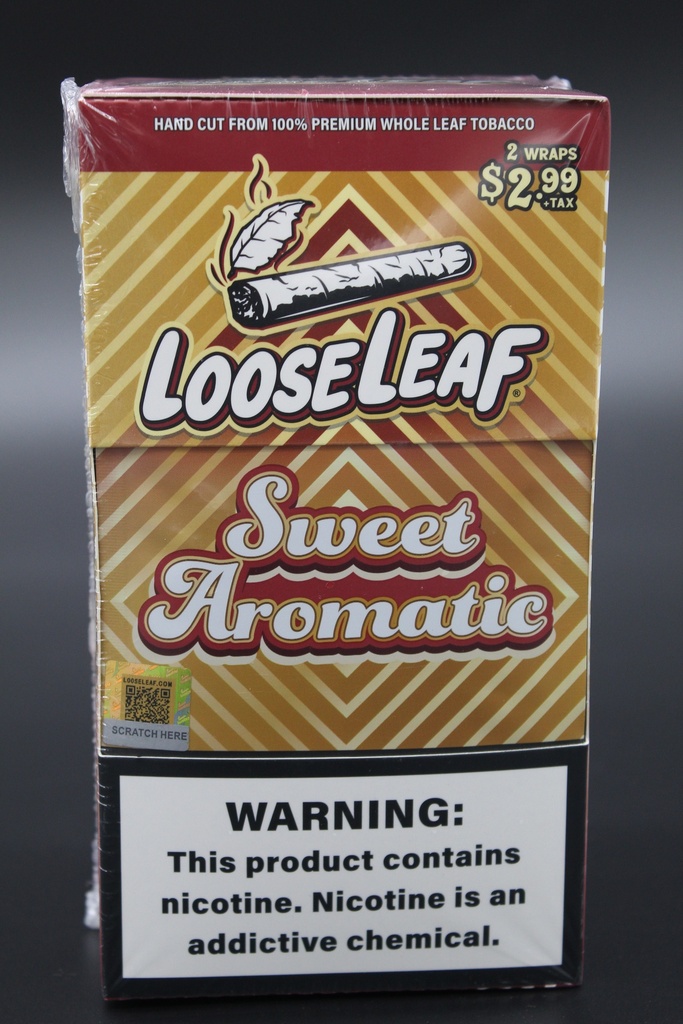 HAND CUT FROM 100% PREMIUM WHOLE LEAF TOBACCO
2 WRAPS
$2.99
+TAX
LOOSELEAF®
Sweet
Aromatic
LOOSELEAF.COM
SCRATCH HERE
WARNING:
This product contains
nicotine. Nicotine is an
addictive chemical.